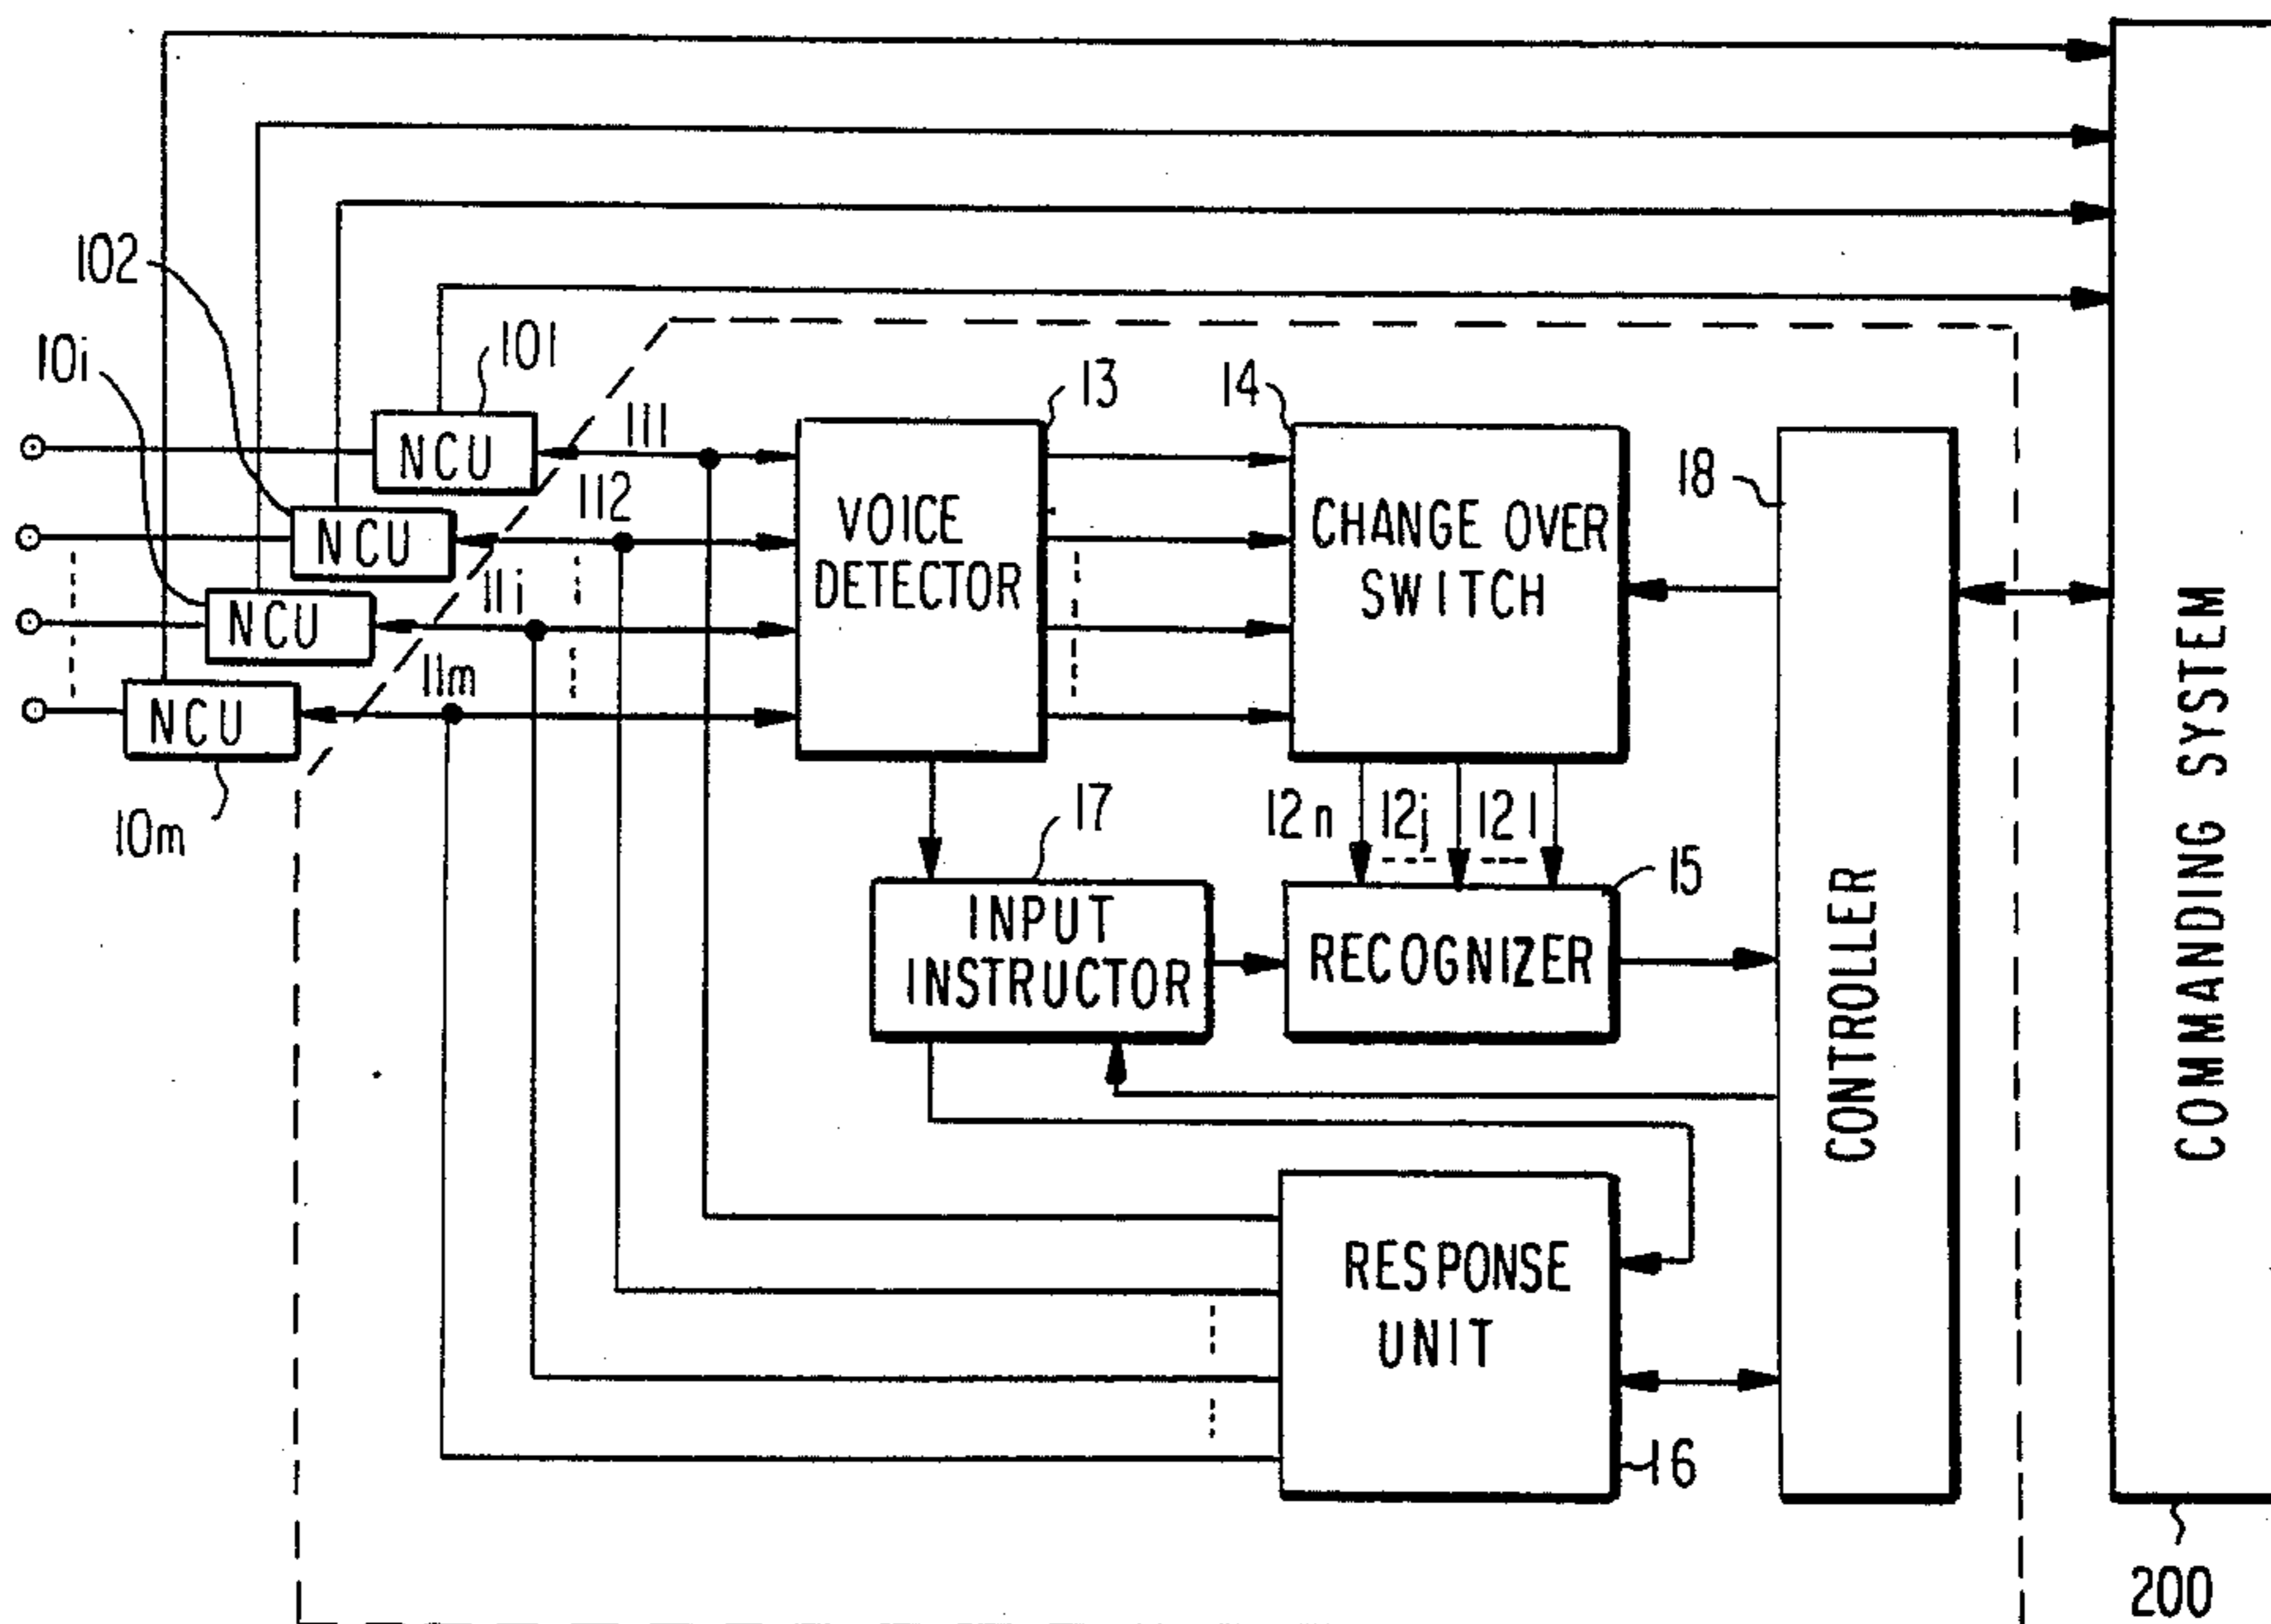 102
10i
101
NCU
NCU
NCU
NCU
10m
111
112
11i
11m
13
VOICE
DETECTOR
14
CHANGE OVER
SWITCH
18
12n
12j
121
17
INPUT
INSTRUCTOR
15
RECOGNIZER
CONTROLLER
RESPONSE
UNIT
16
COMMANDING SYSTEM
200